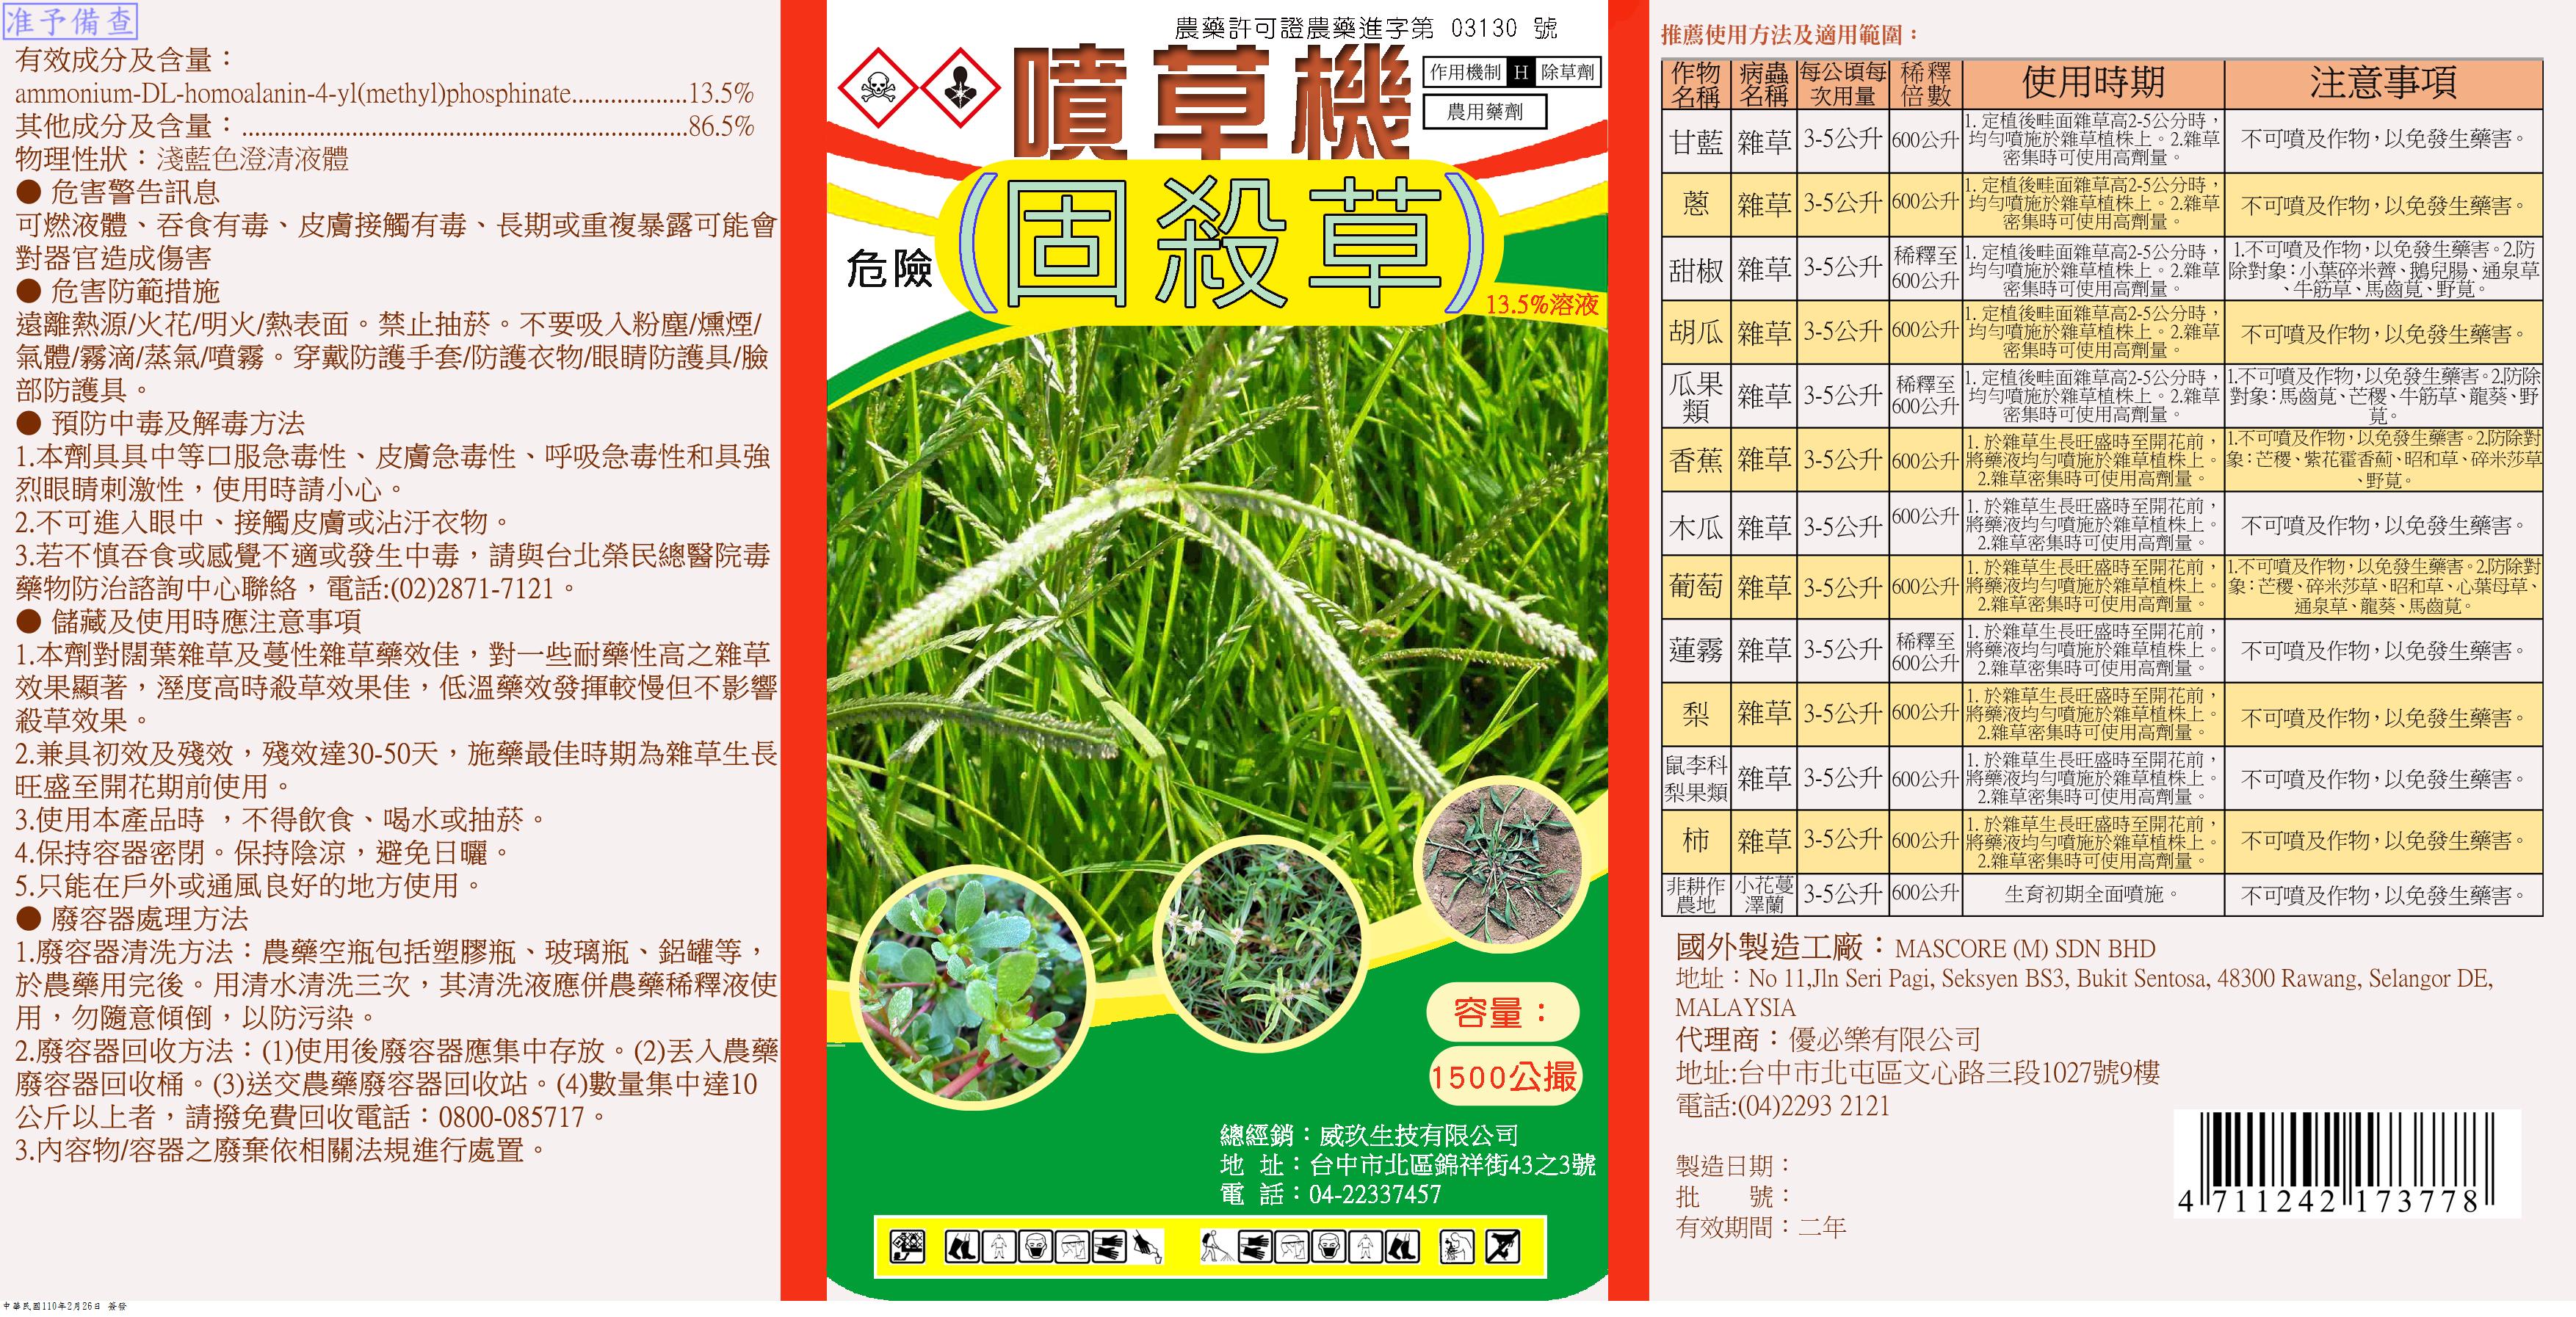 准予備查
有效成分及含量：
ammonium-DL-homoalanin-4-yl(methyl)phosphinate..................13.5%
其他成分及含量：.....................................................................86.5%
物理性狀：淺藍色澄清液體
● 危害警告訊息
可燃液體、吞食有毒、皮膚接觸有毒、長期或重複暴露可能會
對器官造成傷害
● 危害防範措施
遠離熱源/火花/明火/熱表面。禁止抽菸。不要吸入粉塵/燻煙/
氣體/霧滴/蒸氣/噴霧。穿戴防護手套/防護衣物/眼睛防護具/臉
部防護具。
● 預防中毒及解毒方法
1.本劑具具中等口服急毒性、皮膚急毒性、呼吸急毒性和具強
烈眼睛刺激性，使用時請小心。
2.不可進入眼中、接觸皮膚或沾汙衣物。
3.若不慎吞食或感覺不適或發生中毒，請與台北榮民總醫院毒
藥物防治諮詢中心聯絡，電話:(02)2871-7121。
● 儲藏及使用時應注意事項
1.本劑對闊葉雜草及蔓性雜草藥效佳，對一些耐藥性高之雜草
效果顯著，溼度高時殺草效果佳，低溫藥效發揮較慢但不影響
殺草效果。
2.兼具初效及殘效，殘效達30-50天，施藥最佳時期為雜草生長
旺盛至開花期前使用。
3.使用本產品時 ，不得飲食、喝水或抽菸。
4.保持容器密閉。保持陰涼，避免日曬。
5.只能在戶外或通風良好的地方使用。
● 廢容器處理方法
1.廢容器清洗方法：農藥空瓶包括塑膠瓶、玻璃瓶、鋁罐等，
於農藥用完後。用清水清洗三次，其清洗液應併農藥稀釋液使
用，勿隨意傾倒，以防污染。
2.廢容器回收方法：(1)使用後廢容器應集中存放。(2)丟入農藥
廢容器回收桶。(3)送交農藥廢容器回收站。(4)數量集中達10
公斤以上者，請撥免費回收電話：0800-085717。
3.內容物/容器之廢棄依相關法規進行處置。
中華民國110年2月26日 簽發
農藥許可證農藥進字第 03130 號
噴草機
作用機制 H 除草劑
農用藥劑
危險
(固殺草)
13.5%溶液
容量：
1500公撮
總經銷：威玖生技有限公司
地 址：台中市北區錦祥街43之3號
電 話：04-22337457
推薦使用方法及適用範圍：
作物名稱 病蟲名稱 每公頃每次用量 稀釋倍數 使用時期 注意事項
甘藍 雜草 3-5公升 600公升 1. 定植後畦面雜草高2-5公分時，均勻噴施於雜草植株上。2.雜草密集時可使用高劑量。 不可噴及作物，以免發生藥害。
蔥 雜草 3-5公升 600公升 1. 定植後畦面雜草高2-5公分時，均勻噴施於雜草植株上。2.雜草密集時可使用高劑量。 不可噴及作物，以免發生藥害。
甜椒 雜草 3-5公升 稀釋至600公升 1. 定植後畦面雜草高2-5公分時，均勻噴施於雜草植株上。2.雜草密集時可使用高劑量。 1.不可噴及作物，以免發生藥害。2.防除對象：小葉碎米薺、鵝兒腸、通泉草、牛筋草、馬齒莧、野莧。
胡瓜 雜草 3-5公升 600公升 1. 定植後畦面雜草高2-5公分時，均勻噴施於雜草植株上。2.雜草密集時可使用高劑量。 不可噴及作物，以免發生藥害。
瓜果類 雜草 3-5公升 稀釋至600公升 1. 定植後畦面雜草高2-5公分時，均勻噴施於雜草植株上。2.雜草密集時可使用高劑量。 1.不可噴及作物，以免發生藥害。2.防除對象：馬齒莧、芒稷、牛筋草、龍葵、野莧。
香蕉 雜草 3-5公升 600公升 1. 於雜草生長旺盛時至開花前，將藥液均勻噴施於雜草植株上。2.雜草密集時可使用高劑量。 1.不可噴及作物，以免發生藥害。2.防除對象：芒稷、紫花霍香薊、昭和草、碎米莎草、野莧。
木瓜 雜草 3-5公升 600公升 1. 於雜草生長旺盛時至開花前，將藥液均勻噴施於雜草植株上。2.雜草密集時可使用高劑量。 不可噴及作物，以免發生藥害。
葡萄 雜草 3-5公升 600公升 1. 於雜草生長旺盛時至開花前，將藥液均勻噴施於雜草植株上。2.雜草密集時可使用高劑量。 1.不可噴及作物，以免發生藥害。2.防除對象：芒稷、碎米莎草、昭和草、心葉母草、通泉草、龍葵、馬齒莧。
蓮霧 雜草 3-5公升 稀釋至600公升 1. 於雜草生長旺盛時至開花前，將藥液均勻噴施於雜草植株上。2.雜草密集時可使用高劑量。 不可噴及作物，以免發生藥害。
梨 雜草 3-5公升 600公升 1. 於雜草生長旺盛時至開花前，將藥液均勻噴施於雜草植株上。2.雜草密集時可使用高劑量。 不可噴及作物，以免發生藥害。
鼠李科梨果類 雜草 3-5公升 600公升 1. 於雜草生長旺盛時至開花前，將藥液均勻噴施於雜草植株上。2.雜草密集時可使用高劑量。 不可噴及作物，以免發生藥害。
柿 雜草 3-5公升 600公升 1. 於雜草生長旺盛時至開花前，將藥液均勻噴施於雜草植株上。2.雜草密集時可使用高劑量。 不可噴及作物，以免發生藥害。
非耕作農地 小花蔓澤蘭 3-5公升 600公升 生育初期全面噴施。 不可噴及作物，以免發生藥害。
國外製造工廠：MASCORE (M) SDN BHD
地址：No 11,Jln Seri Pagi, Seksyen BS3, Bukit Sentosa, 48300 Rawang, Selangor DE,
MALAYSIA
代理商：優必樂有限公司
地址:台中市北屯區文心路三段1027號9樓
電話:(04)2293 2121
製造日期：
批 號：
有效期間：二年
4 711242 173778